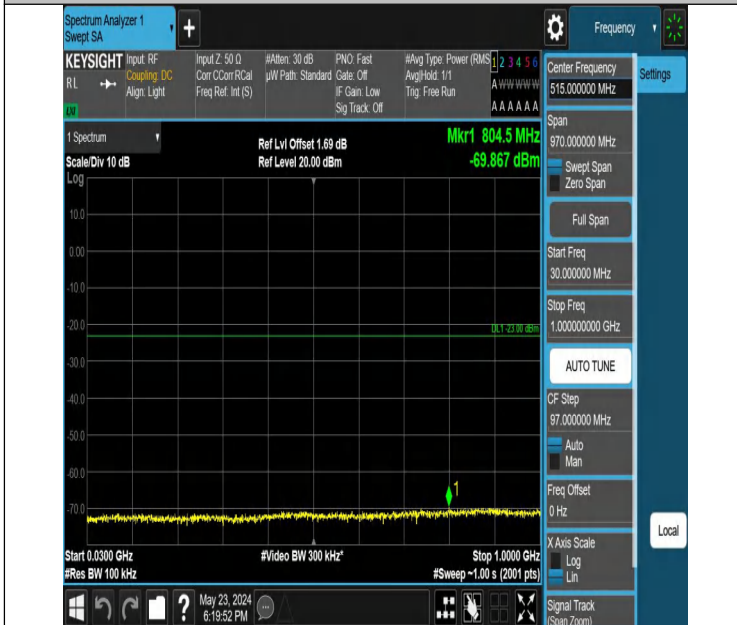 Spectrum Analyzer 1
Swept SA
+
Frequency
KEYSIGHT
RL
Input: RF
Coupling: DC
Align: Light
Input Z: 50 Ω
Corr CCorr RCal
Freq Ref: Int (S)
#Atten: 30 dB
µW Path: Standard
PNO: Fast
Gate: Off
IF Gain: Low
Sig Track: Off
#Avg Type: Power (RMS
Avg|Hold: 1/1
Trig: Free Run
1 2 3 4 5 6
A W W W W W
A A A A A A
1 Spectrum
Scale/Div 10 dB
Log
Ref Lvl Offset 1.69 dB
Ref Level 20.00 dBm
Mkr1 804.5 MHz
-69.867 dBm
10.0
0.00
-10.0
-20.0
-30.0
-40.0
-50.0
-60.0
-70.0
DL1 -23.00 dBm
1
Start 0.0300 GHz
#Res BW 100 kHz
#Video BW 300 kHz*
Stop 1.0000 GHz
#Sweep ~1.00 s (2001 pts)
?
May 23, 2024
6:19:52 PM
Center Frequency
515.000000 MHz
Span
970.000000 MHz
Swept Span
Zero Span
Full Span
Start Freq
30.000000 MHz
Stop Freq
1.000000000 GHz
AUTO TUNE
CF Step
97.000000 MHz
Auto
Man
Freq Offset
0 Hz
X Axis Scale
Log
Lin
Signal Track
(Span Zoom)
Settings
Local